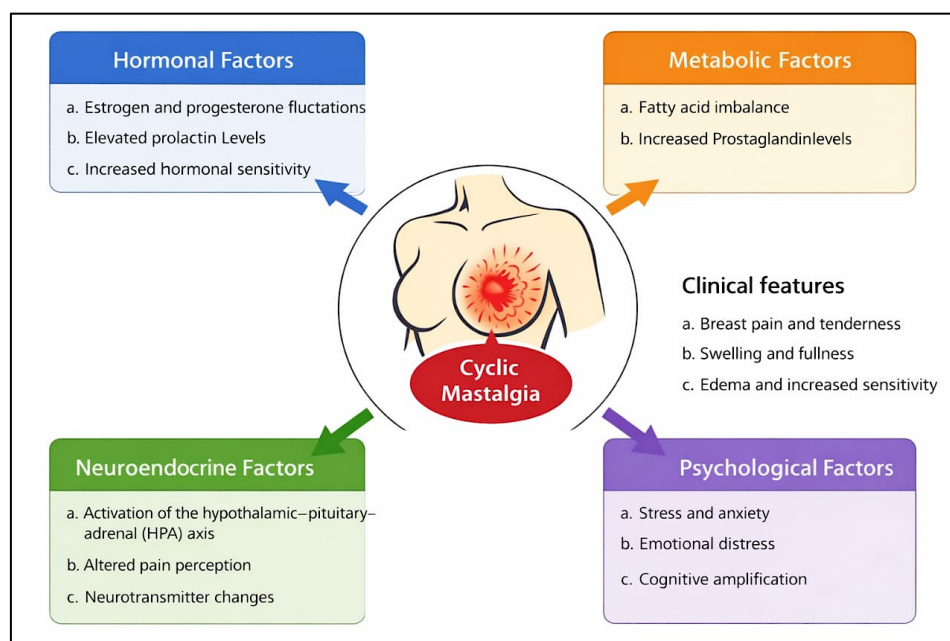 Hormonal Factors
a. Estrogen and progesterone fluctations
b. Elevated prolactin Levels
c. Increased hormonal sensitivity
Metabolic Factors
a. Fatty acid imbalance
b. Increased Prostaglandinlevels
Clinical features
a. Breast pain and tenderness
b. Swelling and fullness
c. Edema and increased sensitivity
Cyclic
Mastalgia
Neuroendocrine Factors
a. Activation of the hypothalamic–pituitary–
adrenal (HPA) axis
b. Altered pain perception
c. Neurotransmitter changes
Psychological Factors
a. Stress and anxiety
b. Emotional distress
c. Cognitive amplification